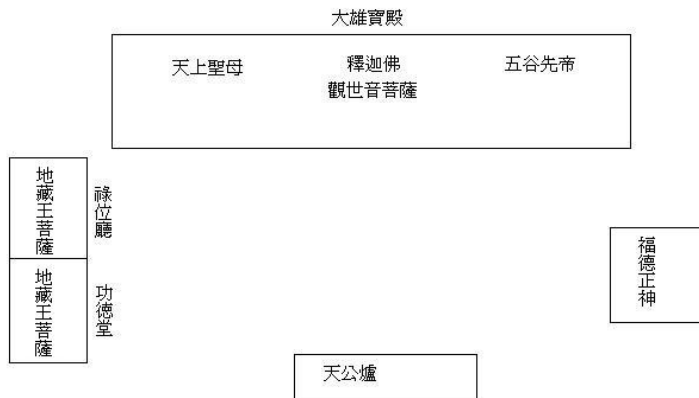 大雄寶殿
天上聖母
釋迦佛
觀世音菩薩
五谷先帝
地藏王菩薩
祿位廳
地藏王菩薩
功德堂
福德正神
天公爐